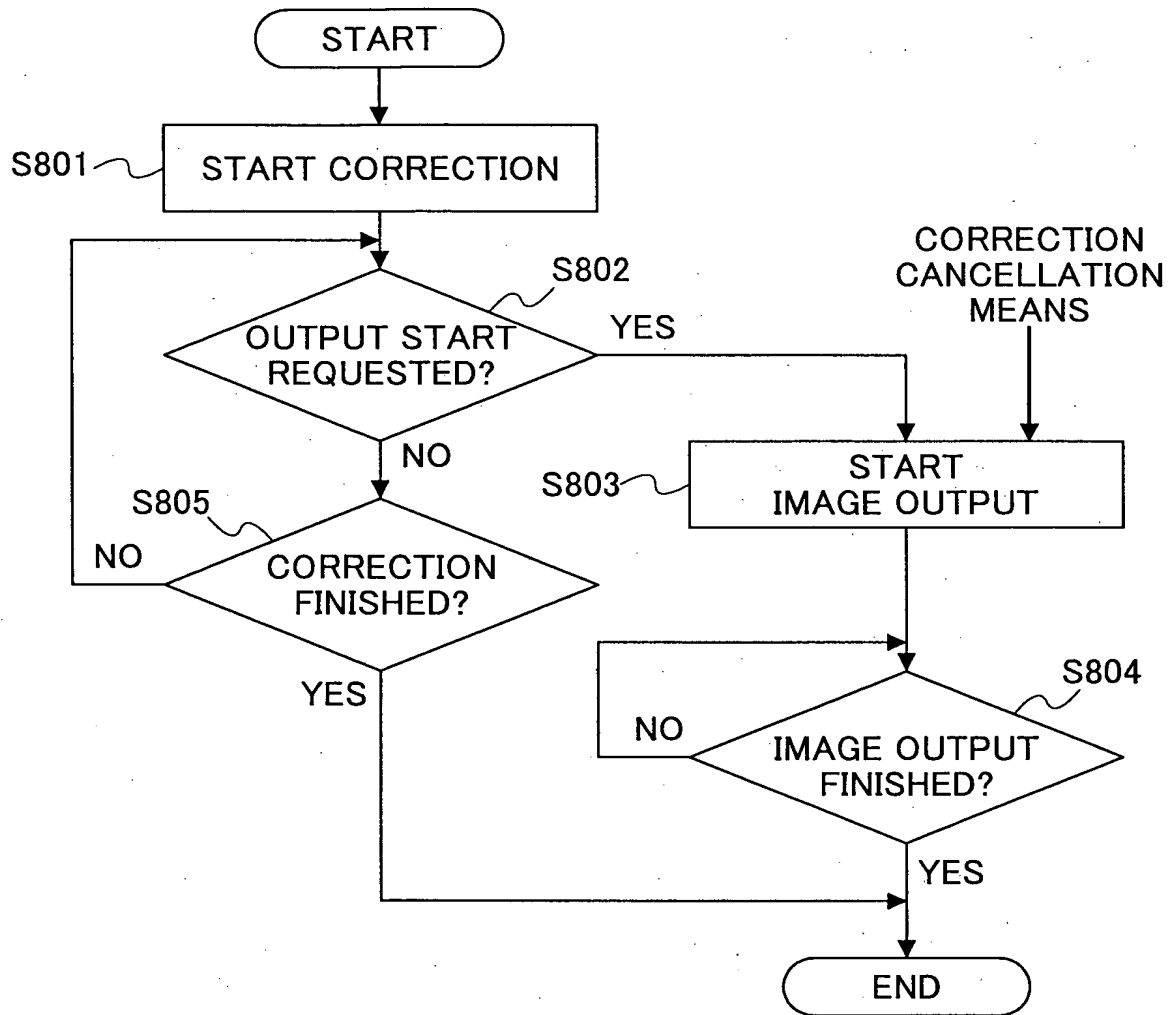 START
S801
START CORRECTION
S802
OUTPUT START
REQUESTED?
YES
NO
CORRECTION
CANCELLATION
MEANS
S803
START
IMAGE OUTPUT
S805
CORRECTION
FINISHED?
NO
YES
S804
IMAGE OUTPUT
FINISHED?
NO
YES
END